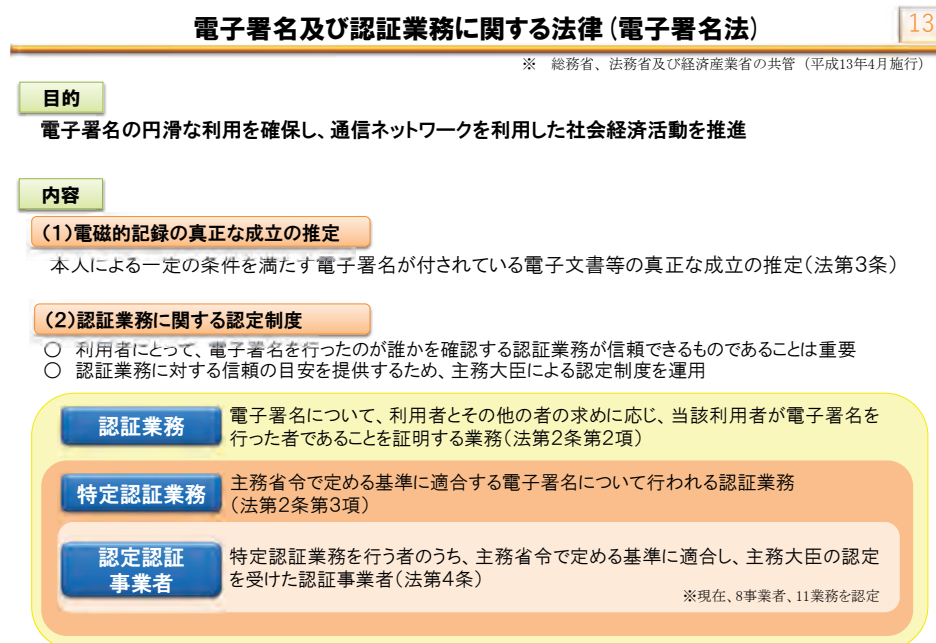 電子署名及び認証業務に関する法律(電子署名法)
13
※ 総務省、法務省及び経済産業省の共管（平成13年4月施行）
目的
電子署名の円滑な利用を確保し、通信ネットワークを利用した社会経済活動を推進
内容
(1)電磁的記録の真正な成立の推定
本人による一定の条件を満たす電子署名が付されている電子文書等の真正な成立の推定(法第3条)
(2)認証業務に関する認定制度
○ 利用者にとって、電子署名を行ったのが誰かを確認する認証業務が信頼できるものであることは重要
○ 認証業務に対する信頼の目安を提供するため、主務大臣による認定制度を運用
認証業務
電子署名について、利用者とその他の者の求めに応じ、当該利用者が電子署名を
行った者であることを証明する業務(法第2条第2項)
特定認証業務
主務省令で定める基準に適合する電子署名について行われる認証業務
(法第2条第3項)
認定認証
事業者
特定認証業務を行う者のうち、主務省令で定める基準に適合し、主務大臣の認定
を受けた認証事業者(法第4条)
※現在、8事業者、11業務を認定